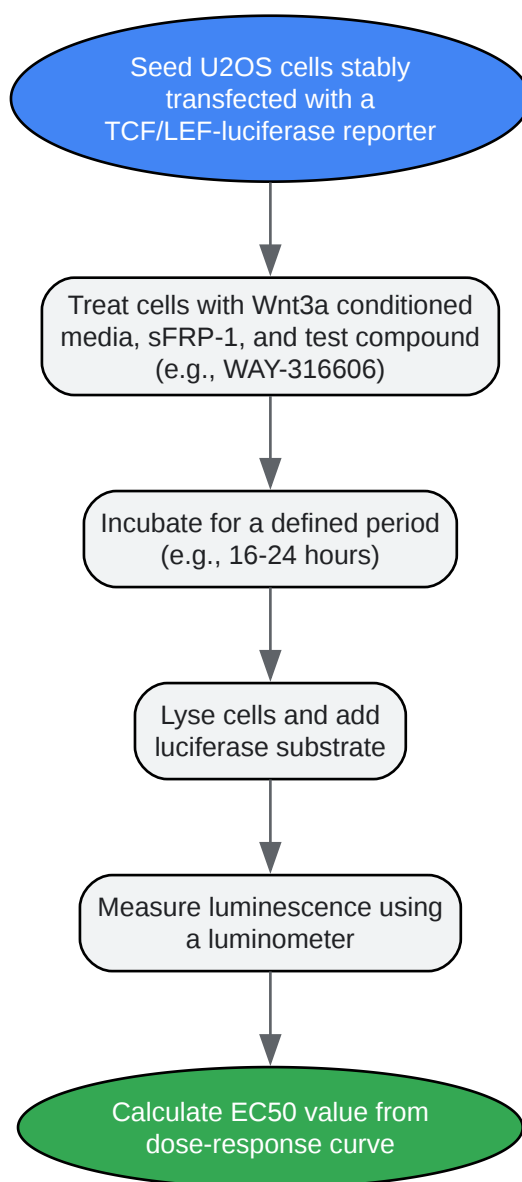 Seed U2OS cells stably
transfected with a
TCF/LEF-luciferase reporter
Treat cells with Wnt3a conditioned
media, sFRP-1, and test compound
(e.g., WAY-316606)
Incubate for a defined period
(e.g., 16-24 hours)
Lyse cells and add
luciferase substrate
Measure luminescence using
a luminometer
Calculate EC50 value from
dose-response curve